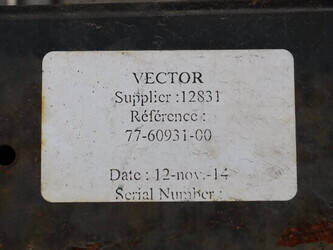 VECTOR
Supplier :12831
Référence :
77-60931-00
Date : 12-nov.-14
Serial Number :